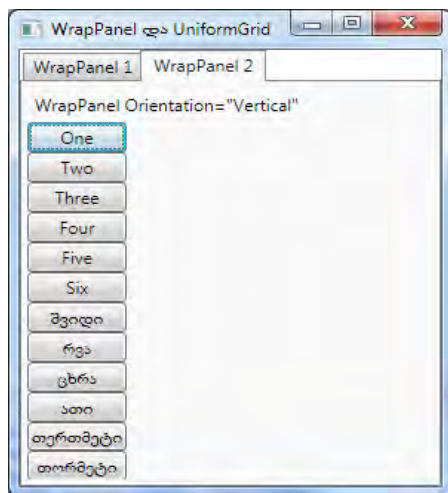 WrapPanel და UniformGrid
WrapPanel 1 WrapPanel 2
WrapPanel Orientation="Vertical"
One
Two
Three
Four
Five
Six
შვიდი
რვა
ცხრა
ათი
თერთმეტი
თორმეტი